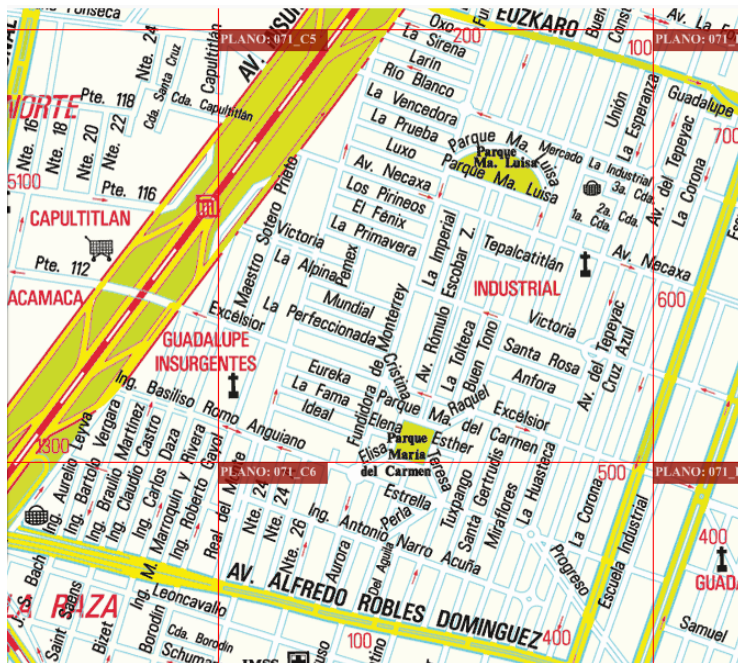 Fonseca
Nte. 24
Cda. Santa Cruz
Capultitlán
Cda. Capultitlán
PLANO: 071_C5
AV.
Oxo
200
EUZKARO
Buen
Const
Av. La F
100
PLANO: 071_
La Sirena
Larín
Río Blanco
La Vencedora
La Prueba
Luxo
Unión
La Esperanza
Guadalupe
700
NORTE
Pte. 118
Nte. 16
Nte. 18
Nte. 20
Nte. 22
Parque Ma. Luisa
Parque
Ma. Luisa
Parque Ma. Luisa
Mercado La Industrial
3a. Cda.
2a. Cda.
1a. Cda.
Av. del Tepeyac
La Corona
5100
Pte. 116
CAPULTITLAN
Av. Necaxa
Los Pirineos
El Fénix
La Primavera
Maestro Sotero Prieto
Victoria
La Alpina
Pemex
La Imperial
Escobar Z.
Tepalcatitlán
Av. Necaxa
Pte. 112
ACAMACA
INDUSTRIAL
600
Excélsior
Mundial
La Perfeccionada
Fundidora de Monterrey
Av. Rómulo
La Tolteca
Buen Tono
Victoria
Santa Rosa
Anfora
Av. del Tepeyac
Cruz Azul
GUADALUPE
INSURGENTES
Eureka
La Fama
Ideal
Cristina
Raquel
Parque Ma. del Carmen
Excélsior
Ing. Basiliso Romo Anguiano
Elena
Elisa
Esther
Teresa
Parque
María
del Carmen
1300
Ing. Aurelio Leyva
Ing. Bartolo Vergara
Ing. Braulio Martínez
Ing. Claudio Castro
Ing. Carlos Daza
M. Marroquín y Rivera
Ing. Roberto Gayol
PLANO: 071_C6
500
Real del Monte
Nte. 24
Nte. 24
Nte. 26
Estrella
Perla
Tuxpango
Santa Gertrudis
Miraflores
La Huasteca
La Corona
Escuela Industrial
Ing. Antonio Narro Acuña
Aurora
Del Aguila
Progreso
400
GUAD
J. S. Bach
LA RAZA
Saint Saens
Bizet
Borodin
Ing. Leoncavallo
Cda. Borodin
Schuman
AV. ALFREDO ROBLES DOMINGUEZ
IMSS
100
400
Samuel